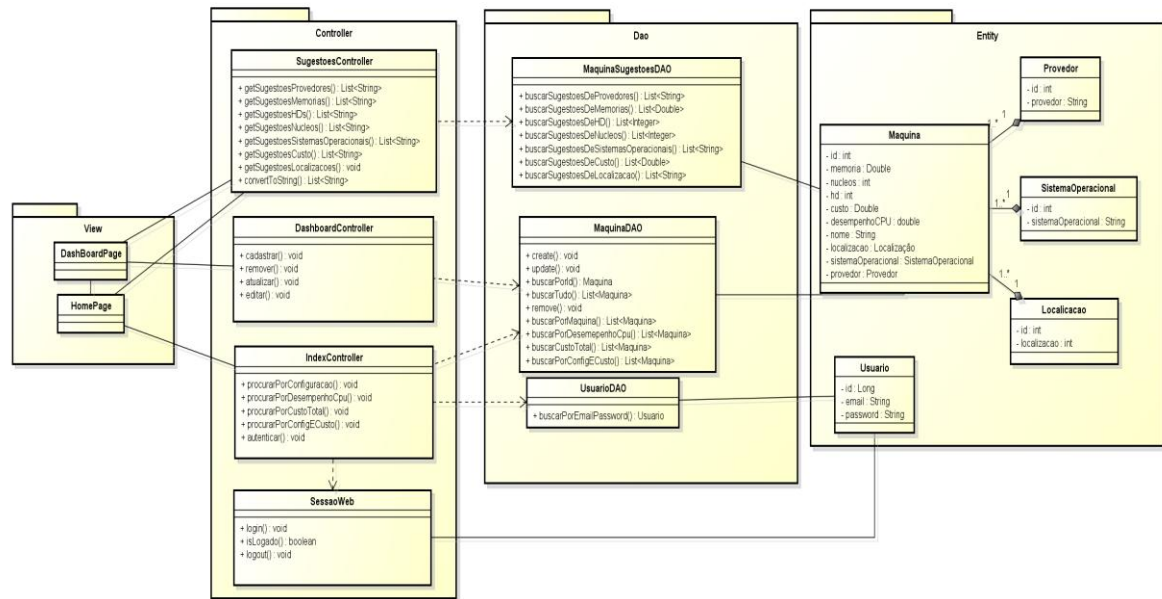 View
DashBoardPage
HomePage
Controller
SugestoesController
+ getSugestoesProvedores() : List<String>
+ getSugestoesMemorias() : List<String>
+ getSugestoesHDs() : List<String>
+ getSugestoesNucleos() : List<String>
+ getSugestoesSistemasOperacionais() : List<String>
+ getSugestoesCusto() : List<String>
+ getSugestoesLocalizacoes() : void
+ convertToString() : List<String>
DashboardController
+ cadastrar() : void
+ remover() : void
+ atualizar() : void
+ editar() : void
IndexController
+ procurarPorConfiguracao() : void
+ procurarPorDesempenhoCpu() : void
+ procurarPorCustoTotal() : void
+ procurarPorConfigECusto() : void
+ autenticar() : void
SessaoWeb
+ login() : void
+ isLogado() : boolean
+ logout() : void
Dao
MaquinaSugestoesDAO
+ buscarSugestoesDeProvedores() : List<String>
+ buscarSugestoesDeMemorias() : List<Double>
+ buscarSugestoesDeHD() : List<Integer>
+ buscarSugestoesDeNucleos() : List<Integer>
+ buscarSugestoesDeSistemasOperacionais() : List<String>
+ buscarSugestoesDeCusto() : List<Double>
+ buscarSugestoesDeLocalizacao() : List<String>
MaquinaDAO
+ create() : void
+ update() : void
+ buscarPorId() : Maquina
+ buscarTudo() : List<Maquina>
+ remove() : void
+ buscarPorMaquina() : List<Maquina>
+ buscarPorDesemepenhoCpu() : List<Maquina>
+ buscarCustoTotal() : List<Maquina>
+ buscarPorConfigECusto() : List<Maquina>
UsuarioDAO
+ buscarPorEmailPassword() : Usuario
Entity
Maquina
- id : int
- memoria : Double
- nucleos : int
- hd : int
- custo : Double
- desempenhoCPU : double
- nome : String
- localizacao : Localização
- sistemaOperacional : SistemaOperacional
- provedor : Provedor
1
Provedor
- id : int
- provedor : String
1..*
1
SistemaOperacional
- id : int
- sistemaOperacional : String
1..*
1
Localicacao
- id : int
- localizacao : int
Usuario
- id : Long
- email : String
- password : String